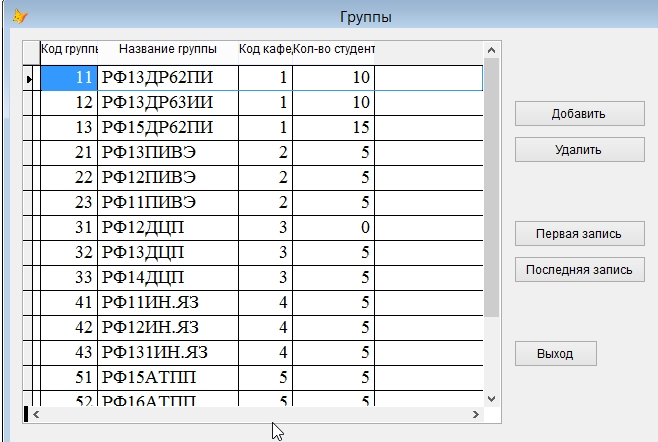 Группы
Код группы Название группы Код кафе Кол-во студент
11 РФ13ДР62ПИ 1 10
12 РФ13ДР63ИИ 1 10
13 РФ15ДР62ПИ 1 15
21 РФ13ПИВЭ 2 5
22 РФ12ПИВЭ 2 5
23 РФ11ПИВЭ 2 5
31 РФ12ДЦП 3 0
32 РФ13ДЦП 3 5
33 РФ14ДЦП 3 5
41 РФ11ИН.ЯЗ 4 5
42 РФ12ИН.ЯЗ 4 5
43 РФ131ИН.ЯЗ 4 5
51 РФ15АТПП 5 5
52 РФ16АТПП 5 5
Добавить
Удалить
Первая запись
Последняя запись
Выход